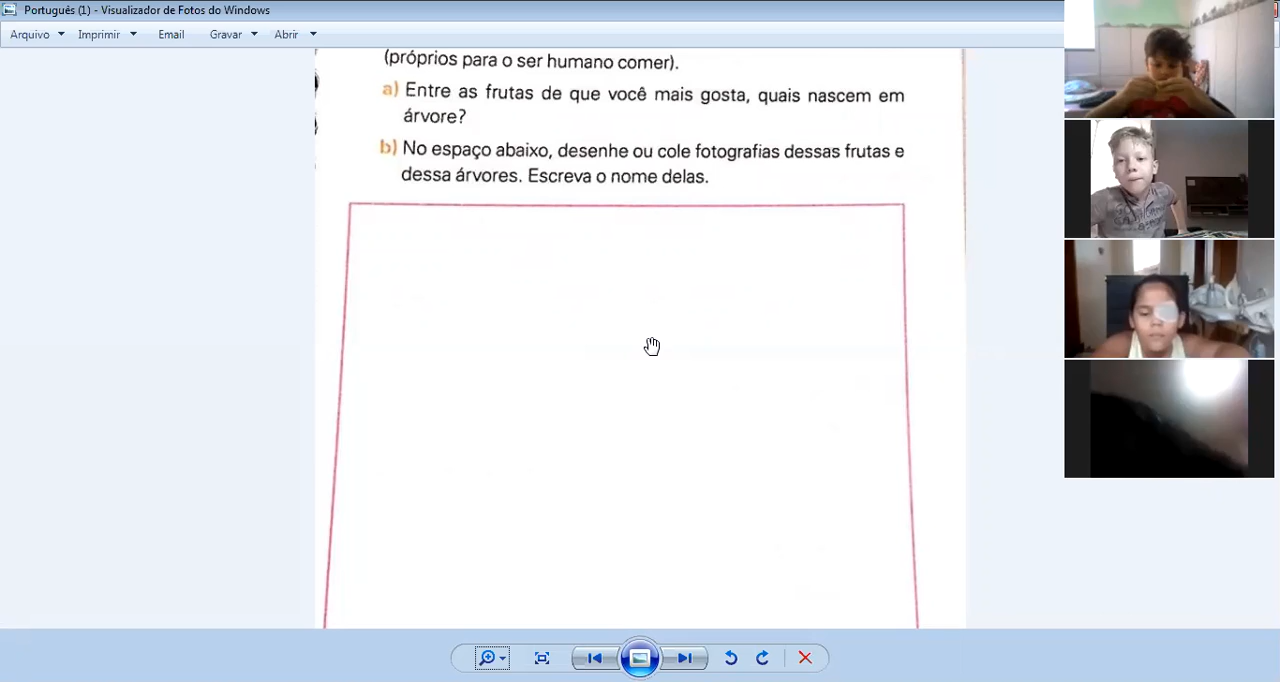 Português (1) - Visualizador de Fotos do Windows
Arquivo Imprimir Email Gravar Abrir
(próprios para o ser humano comer).
a) Entre as frutas de que você mais gosta, quais nascem em
árvore?
b) No espaço abaixo, desenhe ou cole fotografias dessas frutas e
dessa árvores. Escreva o nome delas.